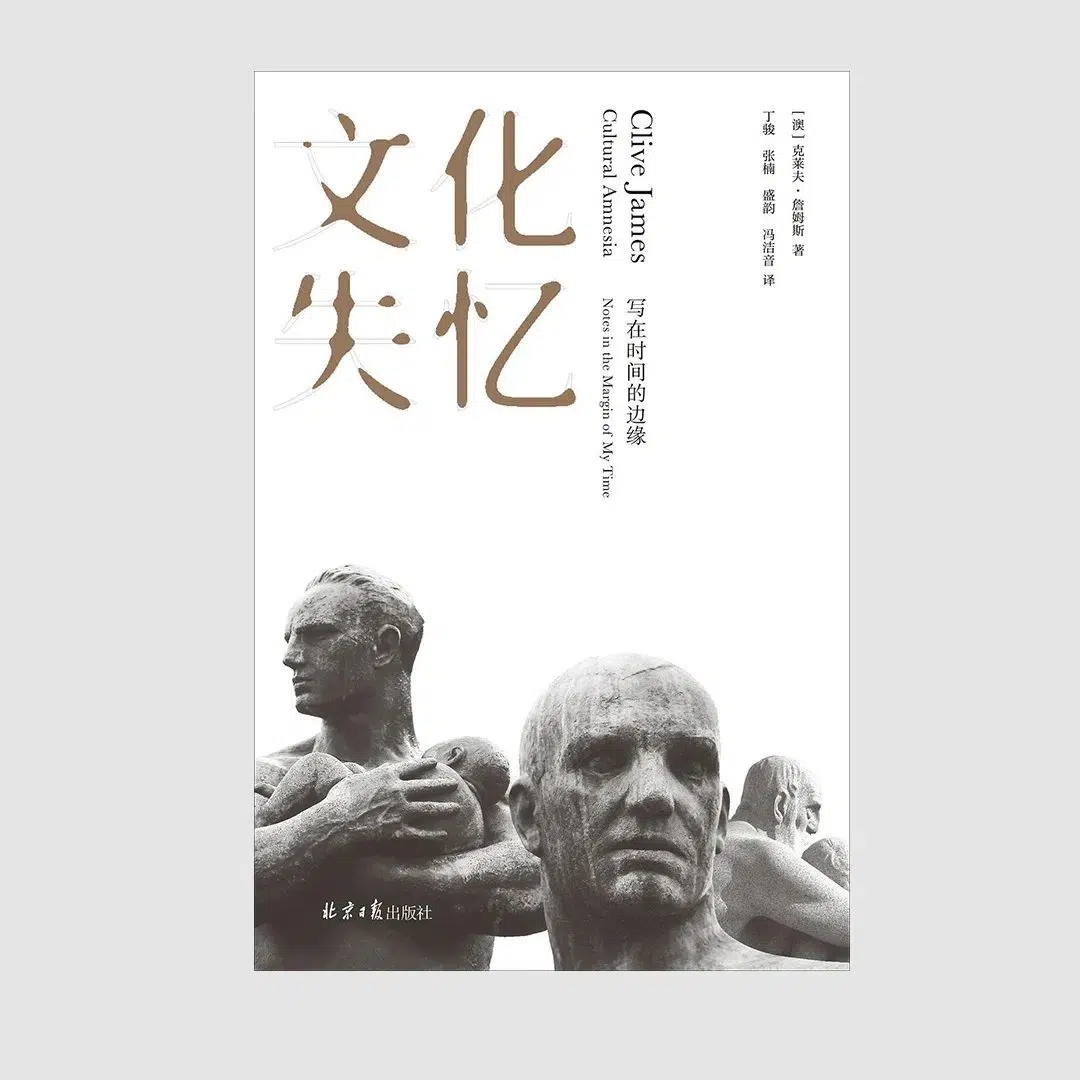 文化
失忆
Clive James
Cultural Amnesia
写在时间的边缘
Notes in the Margin of My Time
[澳] 克莱夫·詹姆斯 著
丁骏 张楠 盛韵 冯洁音 译
北京日报出版社